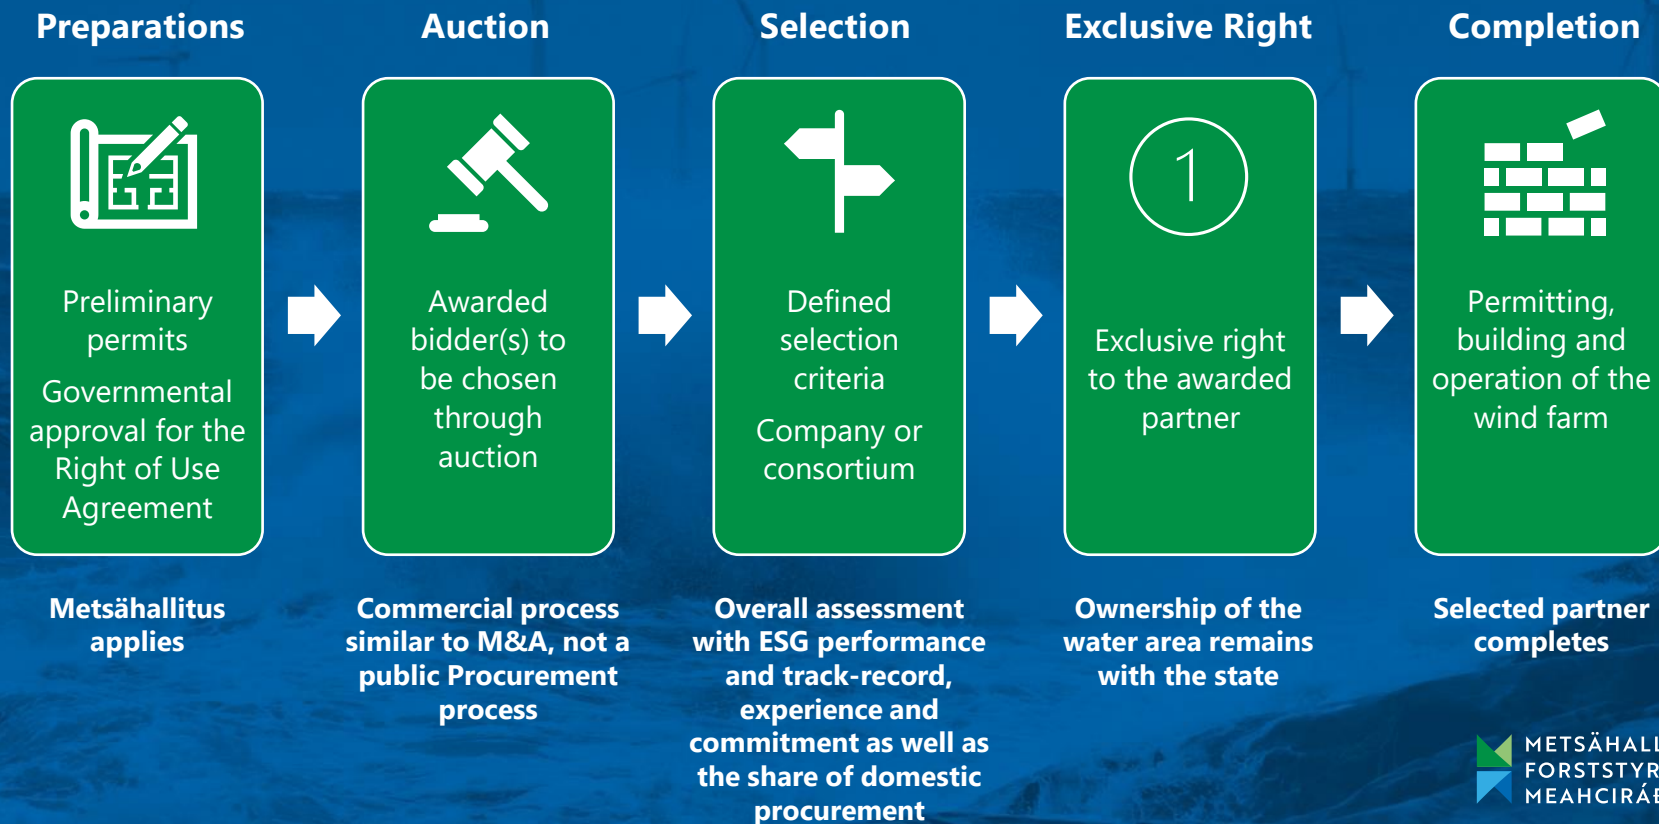 Preparations
Preliminary
permits
Governmental
approval for the
Right of Use
Agreement
Metsähallitus
applies
Auction
Awarded
bidder(s) to
be chosen
through
auction
Commercial process
similar to M&A, not a
public Procurement
process
Selection
Defined
selection
criteria
Company or
consortium
Overall assessment
with ESG performance
and track-record,
experience and
commitment as well as
the share of domestic
procurement
Exclusive Right
1
Exclusive right
to the awarded
partner
Ownership of the
water area remains
with the state
Completion
Permitting,
building and
operation of the
wind farm
Selected partner
completes
METSÄHALL
FORSTSTYR
MEAHCIRÁĐ